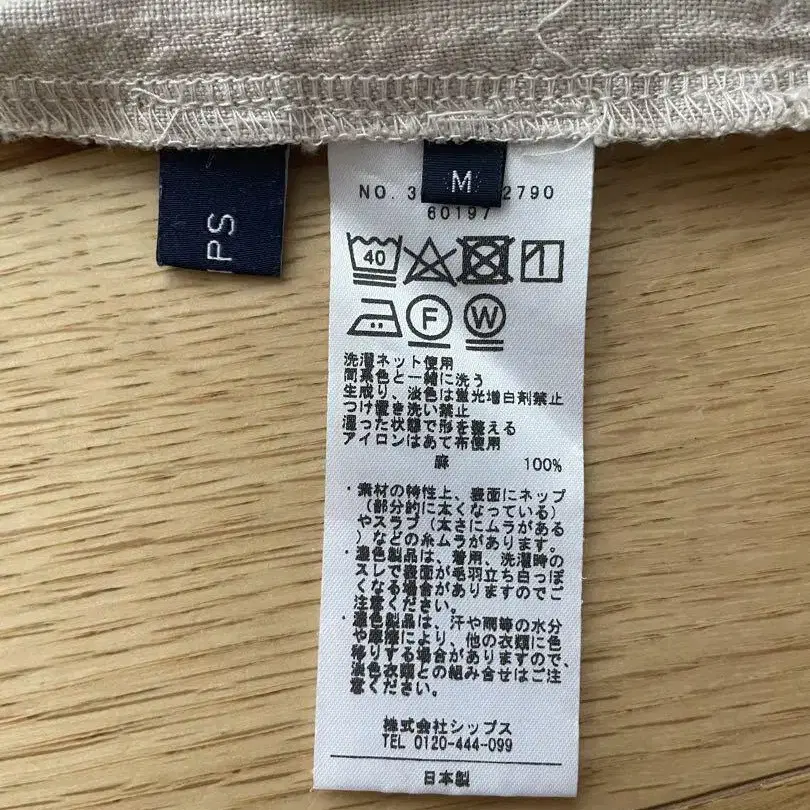 IPS
M
NO. 3 2790
60197
40
F W
洗濯ネット使用
同系色と一緒に洗う
生成り、淡色は蛍光増白剤禁止
つけ置き洗い禁止
湿った状態で形を整える
アイロンはあて布使用
麻 100%
・素材の特性上、表面にネップ
(部分的に太くなっている)
やスラブ(太さにムラがある
)などの糸ムラがあります。
・濃色製品は、着用、洗濯時の
スレで表面が毛羽立ち白っぽ
くなる場合がありますのでご
注意ください。
・濃色製品は、汗や雨等の水分
や摩擦により、他の衣類に色
移りする場合がありますので、
淡色衣類との組み合せはご注
意ください。
株式会社シップス
TEL 0120-444-099
日本製